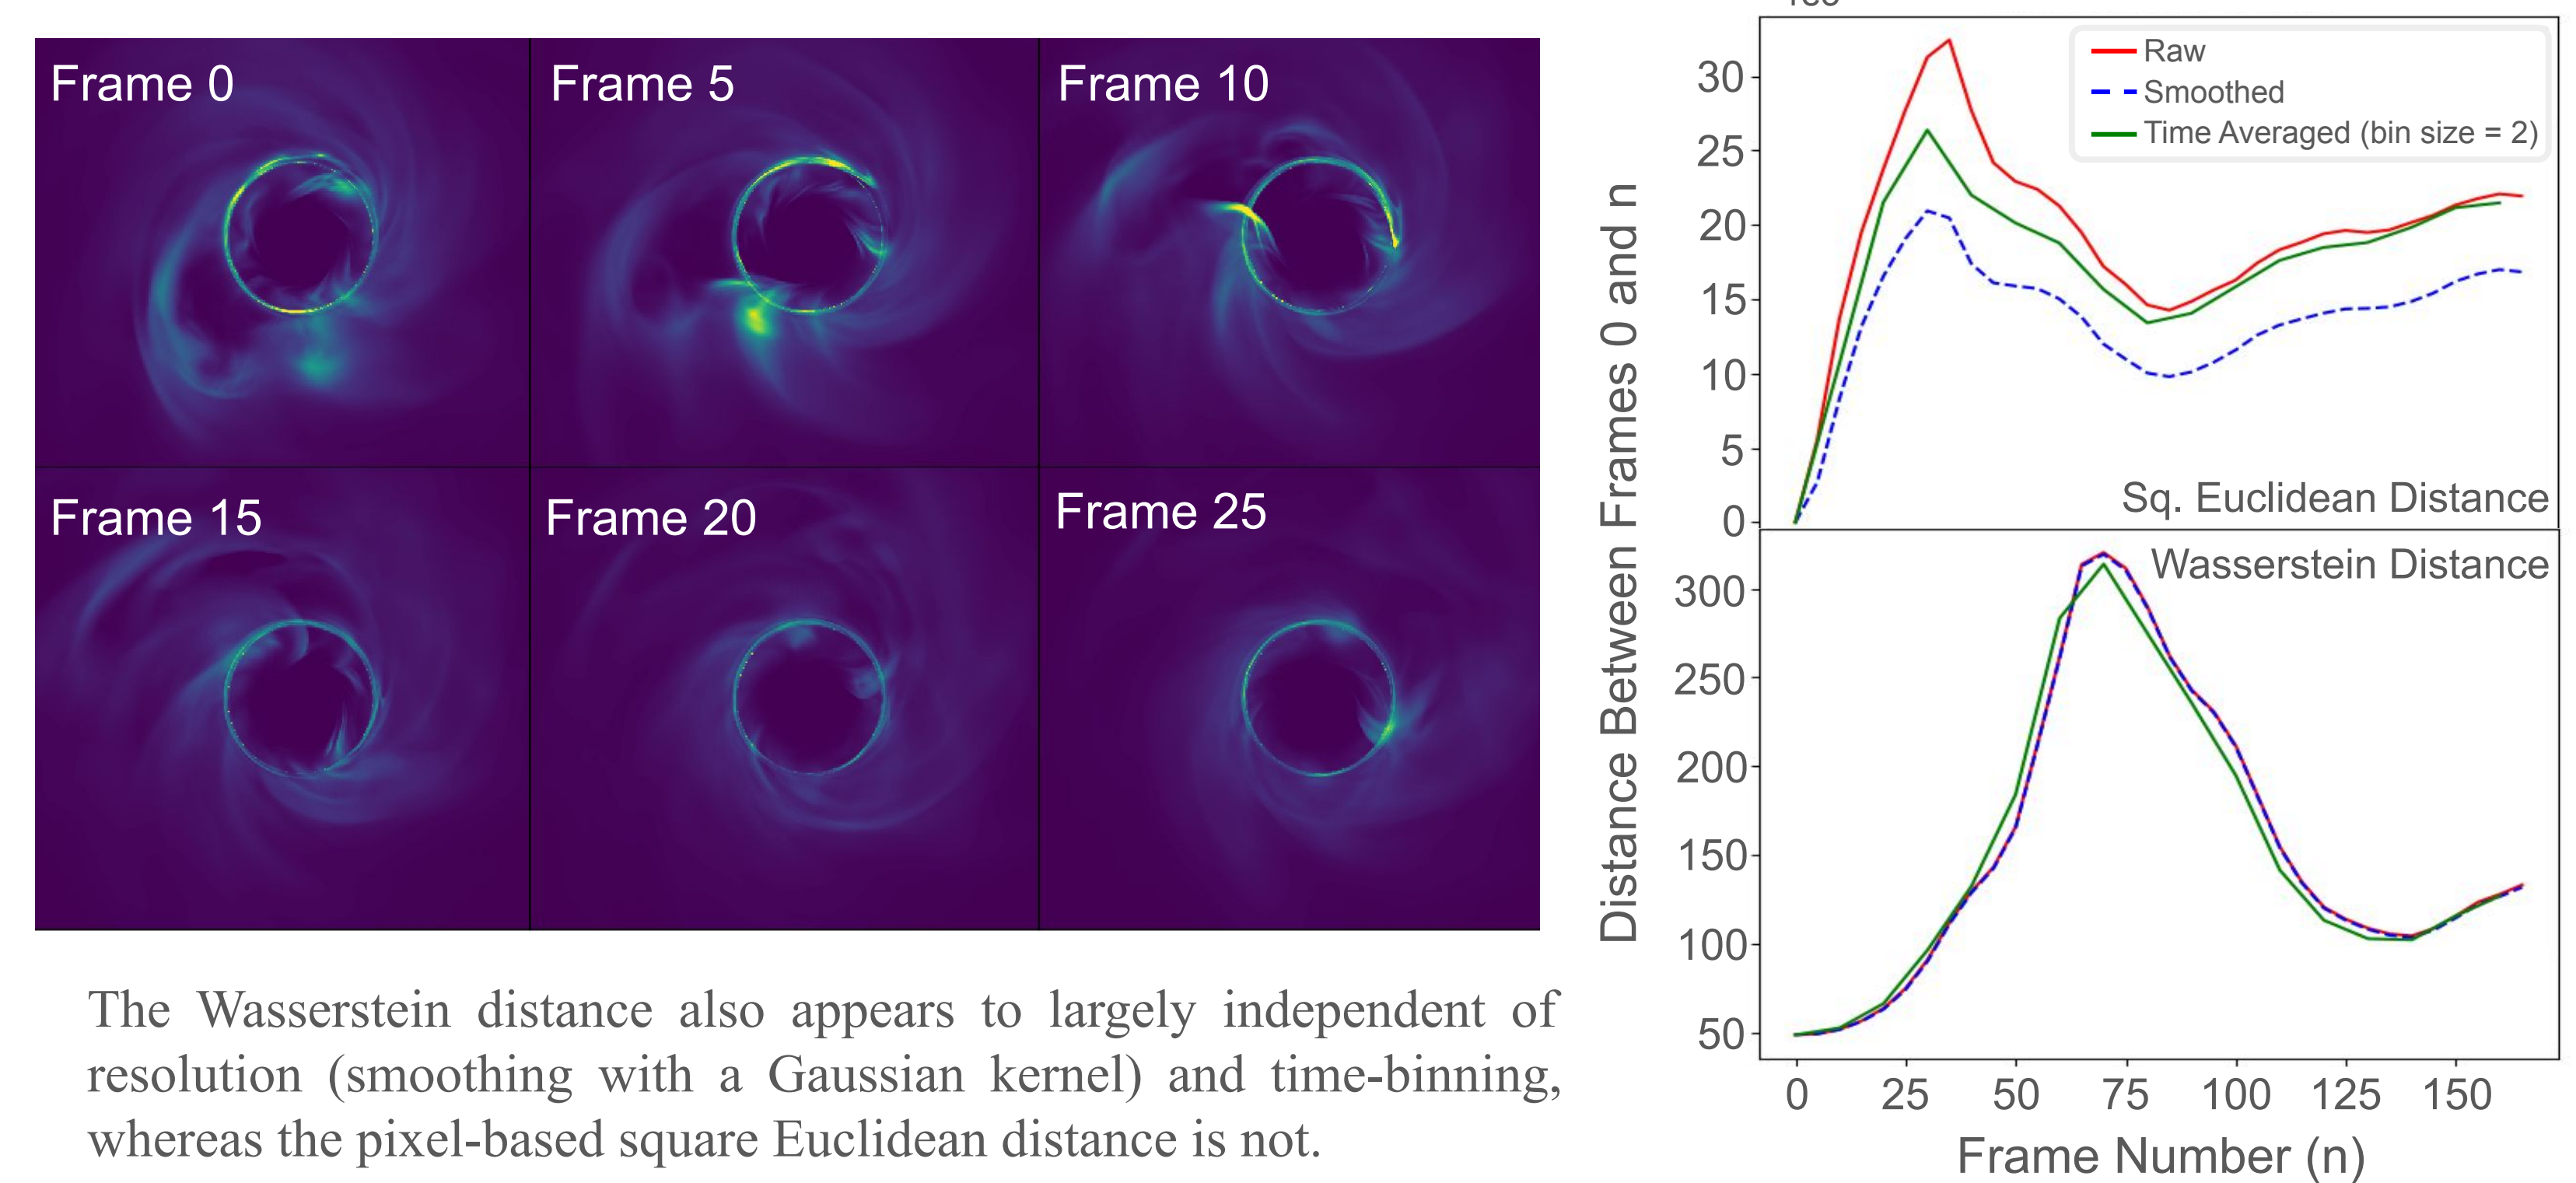 Frame 0
Frame 5
Frame 10
Frame 15
Frame 20
Frame 25
The Wasserstein distance also appears to largely independent of
resolution (smoothing with a Gaussian kernel) and time-binning,
whereas the pixel-based square Euclidean distance is not.
Distance Between Frames 0 and n
30
25
20
15
10
5
0
Raw
Smoothed
Time Averaged (bin size = 2)
Sq. Euclidean Distance
Wasserstein Distance
300
250
200
150
100
50
0 25 50 75 100 125 150
Frame Number (n)